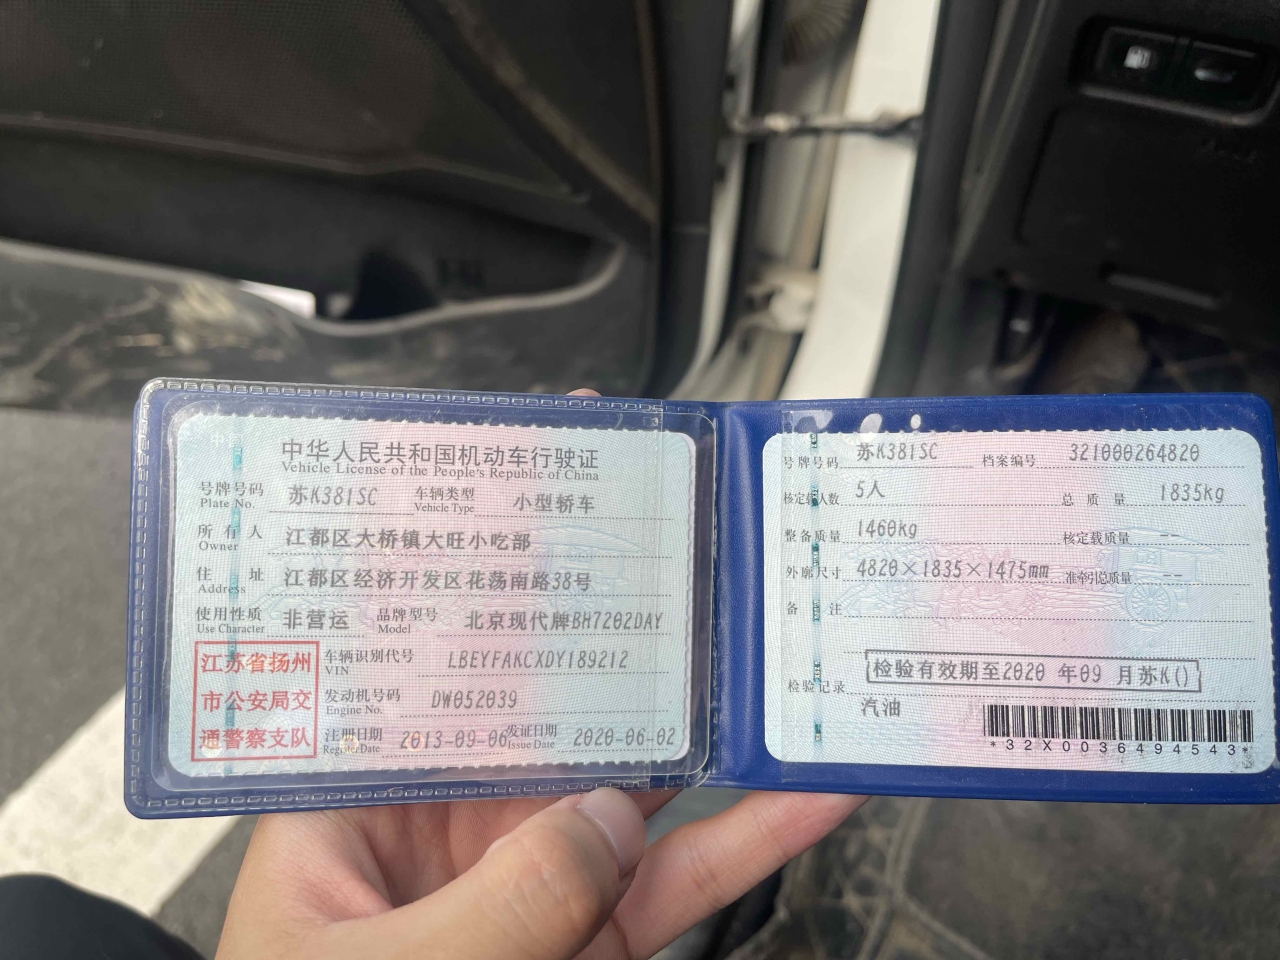 中华人民共和国机动车行驶证
Vehicle License of the People's Republic of China
号牌号码 苏K381SC 车辆类型 小型轿车
Plate No. Vehicle Type
所有人 江都区大桥镇大旺小吃部
Owner
住址 江都区经济开发区花荡南路38号
Address
使用性质 非营运 品牌型号 北京现代牌BH7202DAY
Use Character Model
江苏省扬州
市公安局交
通警察支队
车辆识别代号 LBEYFAKCXDY189212
VIN
发动机号码 DW052039
Engine No.
注册日期 2013-09-06 发证日期 2020-06-02
Register Date Issue Date
号牌号码 苏K381SC 档案编号 321000264820
核定载人数 5人 总质量 1835kg
整备质量 1460kg 核定载质量 --
外廓尺寸 4820×1835×1475mm 准牵引总质量 --
备注
检验有效期至2020 年09 月苏K()
检验记录
汽油
*32X0036494543*